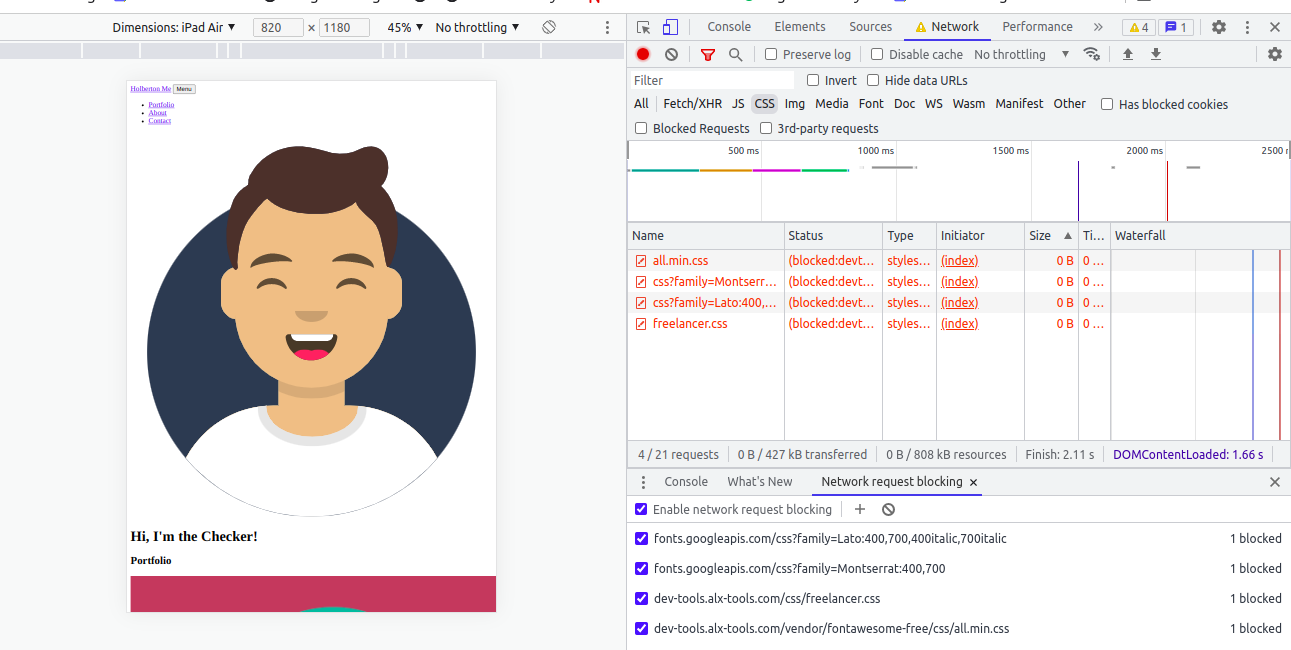 Dimensions: iPad Air ▼ 820 × 1180 45% ▼ No throttling ▼
Holberton Me Menu
Portfolio
About
Contact
Hi, I'm the Checker!
Portfolio
Console Elements Sources Network Performance » 4 1
Preserve log Disable cache No throttling ▼
Filter Invert Hide data URLs
All Fetch/XHR JS CSS Img Media Font Doc WS Wasm Manifest Other Has blocked cookies
Blocked Requests 3rd-party requests
500 ms 1000 ms 1500 ms 2000 ms 2500
Name Status Type Initiator Size ▲ Ti... Waterfall
all.min.css (blocked:devt... styles... (index) 0 B 0 ...
css?family=Montserr... (blocked:devt... styles... (index) 0 B 0 ...
css?family=Lato:400,... (blocked:devt... styles... (index) 0 B 0 ...
freelancer.css (blocked:devt... styles... (index) 0 B 0 ...
4 / 21 requests 0 B / 427 kB transferred 0 B / 808 kB resources Finish: 2.11 s DOMContentLoaded: 1.66 s
Console What's New Network request blocking ×
Enable network request blocking
fonts.googleapis.com/css?family=Lato:400,700,400italic,700italic 1 blocked
fonts.googleapis.com/css?family=Montserrat:400,700 1 blocked
dev-tools.alx-tools.com/css/freelancer.css 1 blocked
dev-tools.alx-tools.com/vendor/fontawesome-free/css/all.min.css 1 blocked